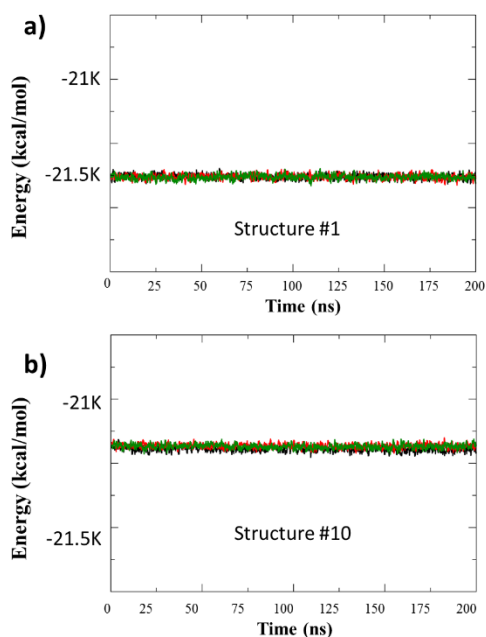 a)
Energy (kcal/mol)
-21K
-21.5K
Structure #1
0 25 50 75 100 125 150 175 200
Time (ns)
b)
Energy (kcal/mol)
-21K
-21.5K
Structure #10
0 25 50 75 100 125 150 175 200
Time (ns)